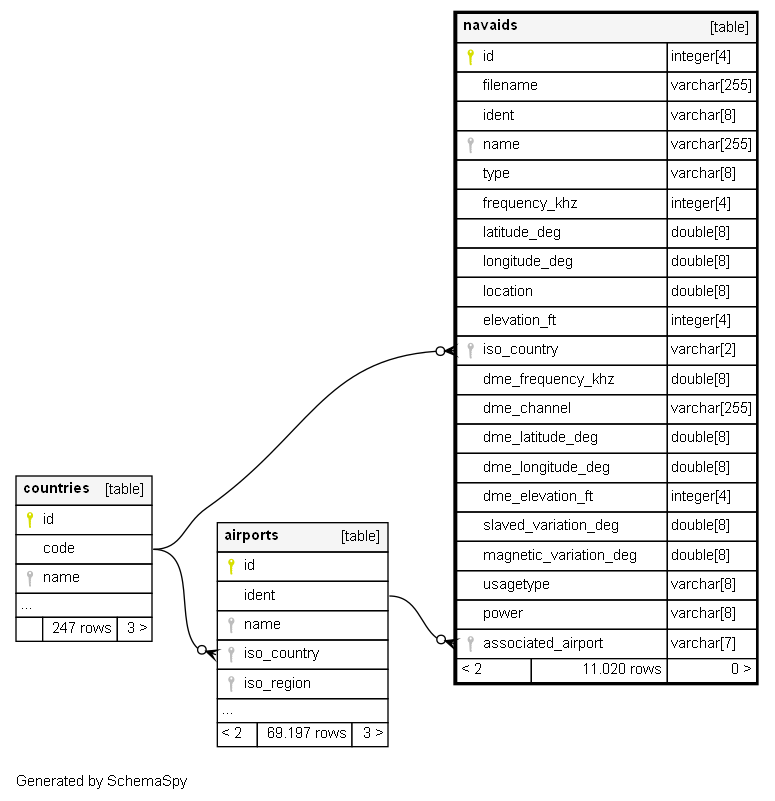 navaids [table]
id integer[4]
filename varchar[255]
ident varchar[8]
name varchar[255]
type varchar[8]
frequency_khz integer[4]
latitude_deg double[8]
longitude_deg double[8]
location double[8]
elevation_ft integer[4]
iso_country varchar[2]
dme_frequency_khz double[8]
dme_channel varchar[255]
dme_latitude_deg double[8]
dme_longitude_deg double[8]
dme_elevation_ft integer[4]
slaved_variation_deg double[8]
magnetic_variation_deg double[8]
usagetype varchar[8]
power varchar[8]
associated_airport varchar[7]
< 2 11.020 rows 0 >
countries [table]
id
code
name
...
247 rows 3 >
airports [table]
id
ident
name
iso_country
iso_region
...
< 2 69.197 rows 3 >
Generated by SchemaSpy